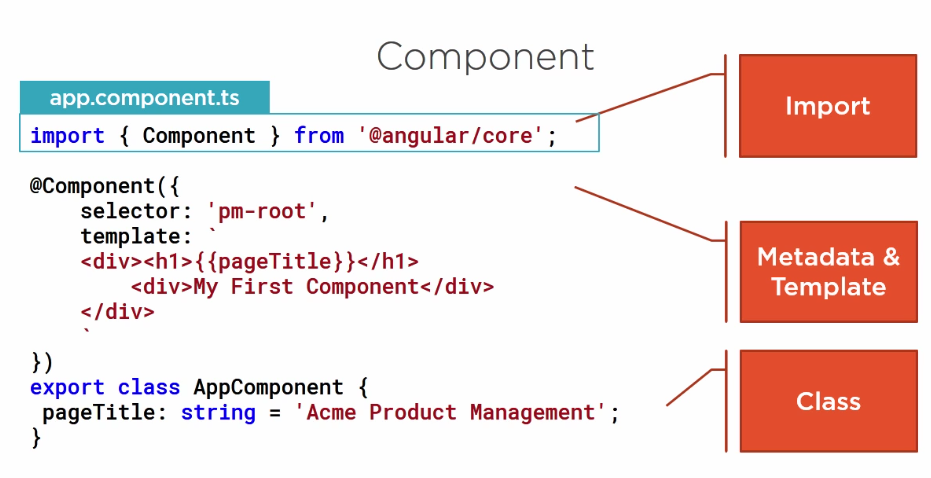 Component
app.component.ts
import { Component } from '@angular/core';
@Component({
    selector: 'pm-root',
    template: `
    <div><h1>{{pageTitle}}</h1>
        <div>My First Component</div>
    </div>
    `
})
export class AppComponent {
 pageTitle: string = 'Acme Product Management';
}
Import
Metadata &
Template
Class